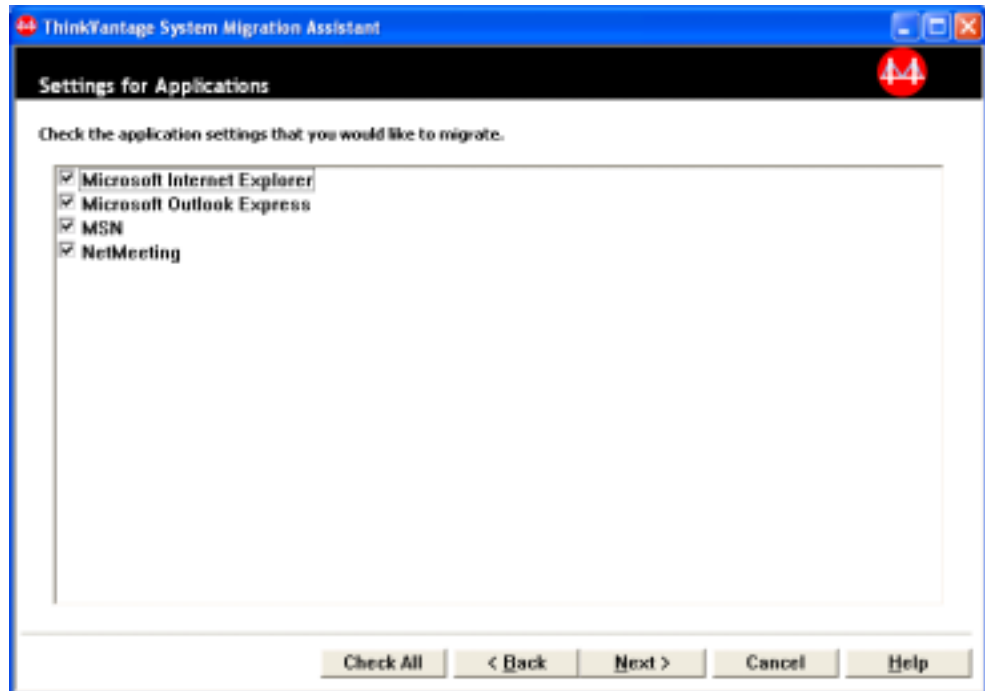 ThinkVantage System Migration Assistant
Settings for Applications
Check the application settings that you would like to migrate.
Microsoft Internet Explorer
Microsoft Outlook Express
MSN
NetMeeting
Check All < Back Next > Cancel Help